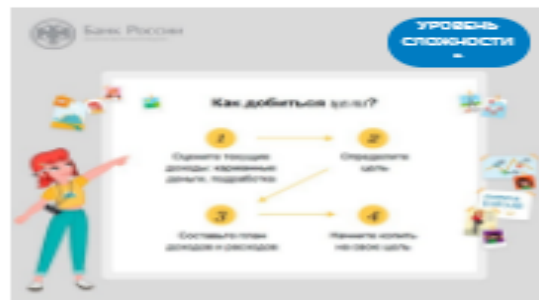 Банк России
УРОВЕНЬ
СЛОЖНОСТИ
Как добиться цели?
1
2
Оцените текущие
доходы: карманные
деньги, подработка
Определите
цель
3
4
Составьте план
доходов и расходов
Начните копить
на свою цель